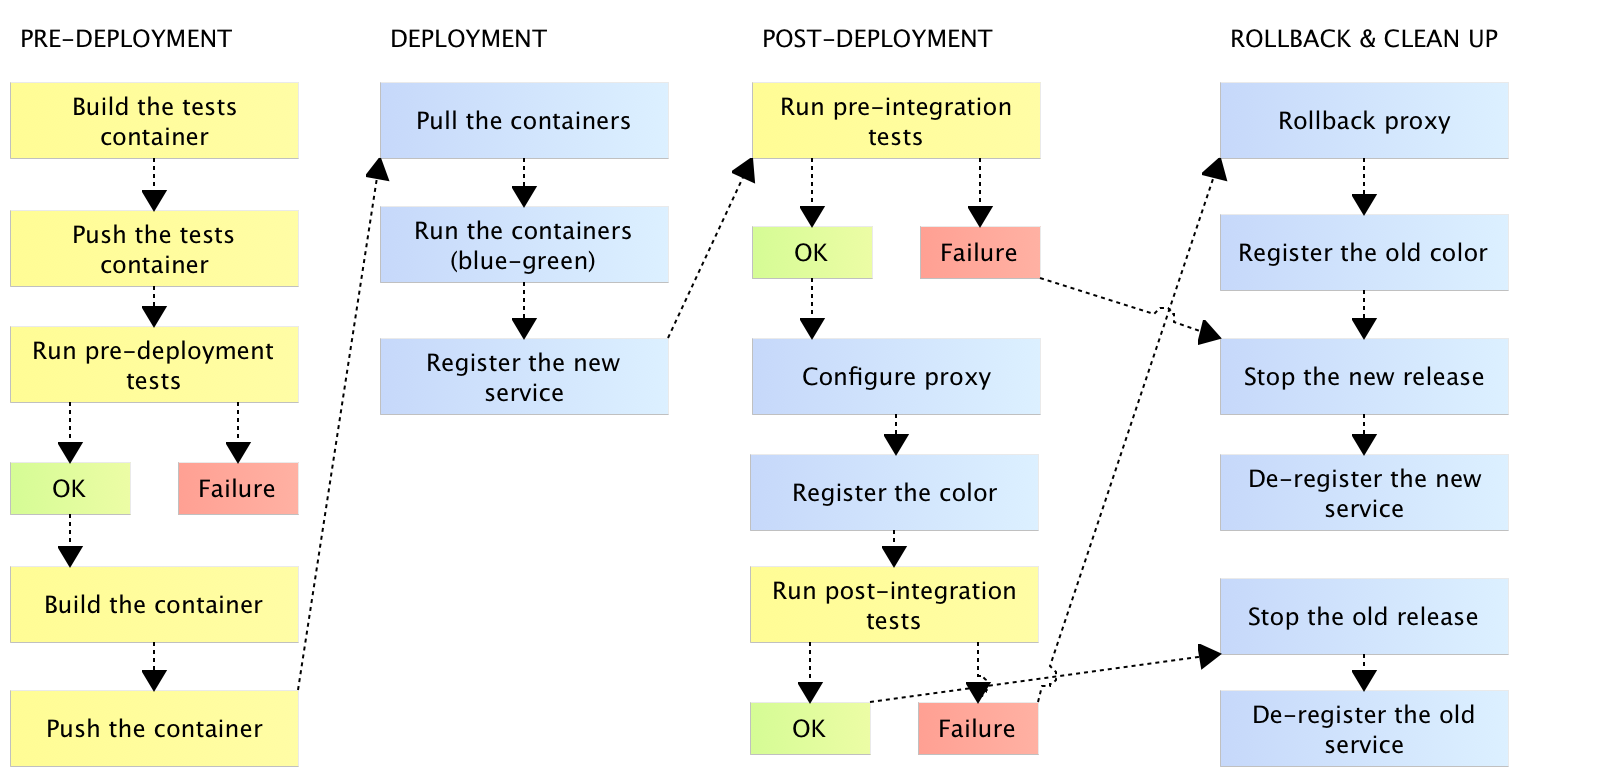 PRE-DEPLOYMENT
Build the tests
container
Push the tests
container
Run pre-deployment
tests
OK
Failure
Build the container
Push the container
DEPLOYMENT
Pull the containers
Run the containers
(blue-green)
Register the new
service
POST-DEPLOYMENT
Run pre-integration
tests
OK
Failure
Configure proxy
Register the color
Run post-integration
tests
OK
Failure
ROLLBACK & CLEAN UP
Rollback proxy
Register the old color
Stop the new release
De-register the new
service
Stop the old release
De-register the old
service